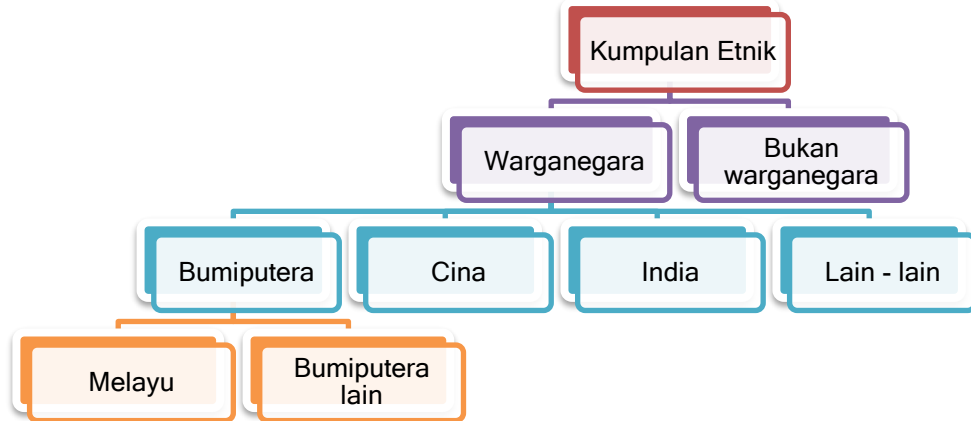 Kumpulan Etnik
Warganegara
Bukan
warganegara
Bumiputera
Cina
India
Lain - lain
Melayu
Bumiputera
lain